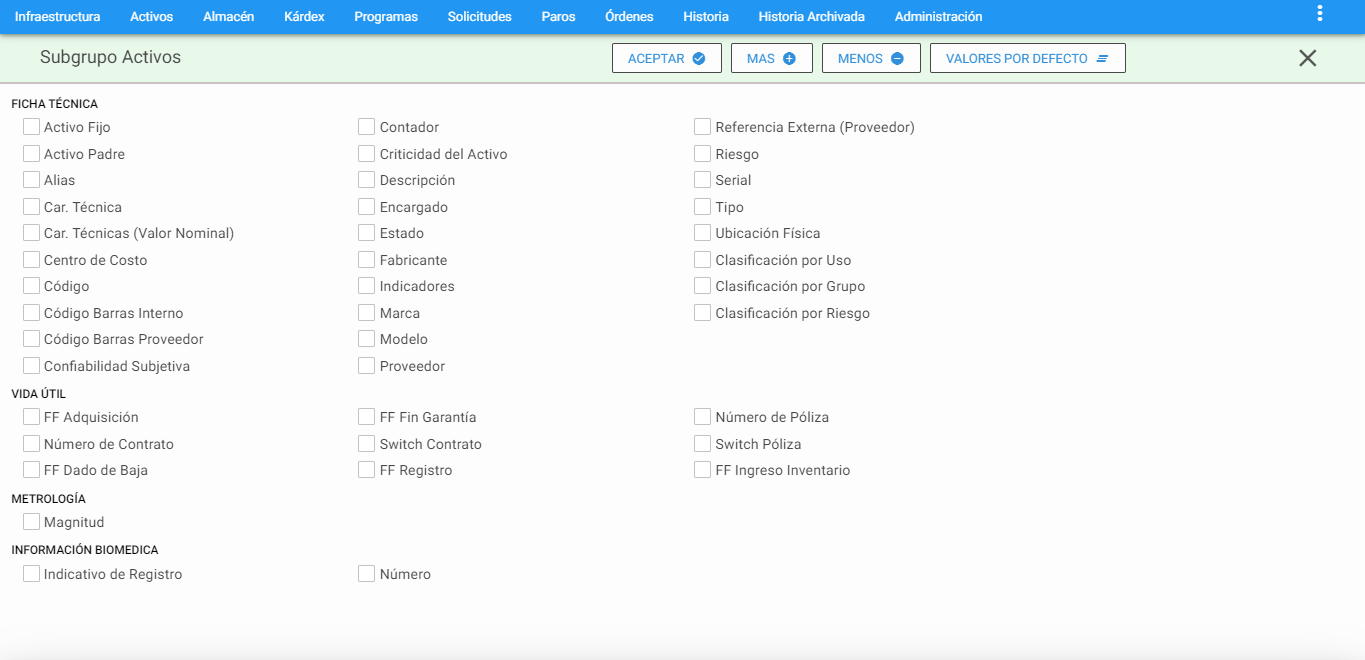 Infraestructura Activos Almacén Kárdex Programas Solicitudes Paros Órdenes Historia Historia Archivada Administración
Subgrupo Activos ACEPTAR MAS MENOS VALORES POR DEFECTO
FICHA TÉCNICA
Activo Fijo Contador Referencia Externa (Proveedor)
Activo Padre Criticidad del Activo Riesgo
Alias Descripción Serial
Car. Técnica Encargado Tipo
Car. Técnicas (Valor Nominal) Estado Ubicación Física
Centro de Costo Fabricante Clasificación por Uso
Código Indicadores Clasificación por Grupo
Código Barras Interno Marca Clasificación por Riesgo
Código Barras Proveedor Modelo
Confiabilidad Subjetiva Proveedor
VIDA ÚTIL
FF Adquisición FF Fin Garantía Número de Póliza
Número de Contrato Switch Contrato Switch Póliza
FF Dado de Baja FF Registro FF Ingreso Inventario
METROLOGÍA
Magnitud
INFORMACIÓN BIOMEDICA
Indicativo de Registro Número